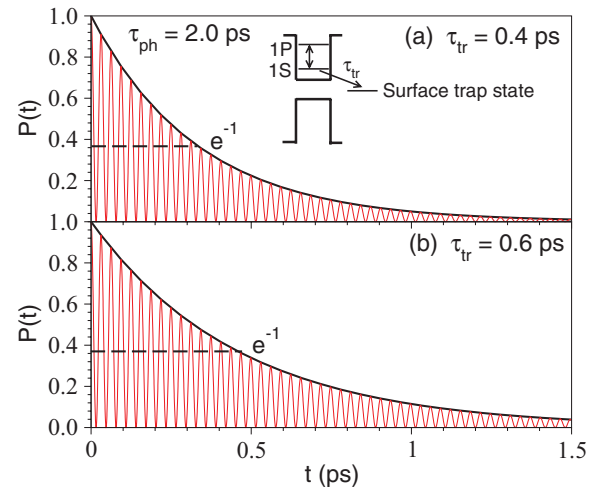 τph = 2.0 ps
(a) τtr = 0.4 ps
1P
1S
τtr
Surface trap state
e-1
P(t)
1.0
0.8
0.6
0.4
0.2
1.0
(b) τtr = 0.6 ps
e-1
P(t)
0.8
0.6
0.4
0.2
0.0
0
0.5
1
1.5
t (ps)